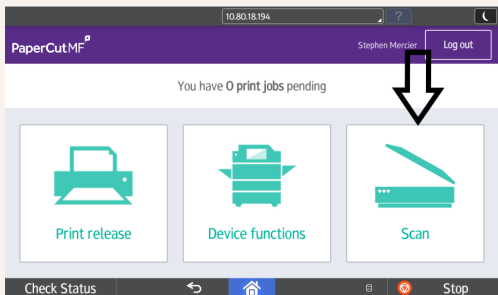 10.80.18.194
?
PaperCut MF P
Stephen Mercier
Log out
You have 0 print jobs pending
Print release
Device functions
Scan
Check Status
Stop